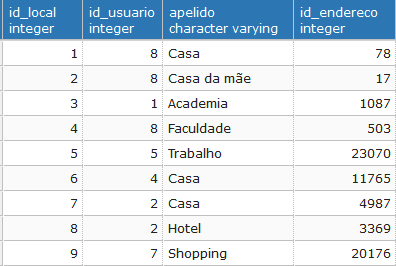 id_local id_usuario apelido id_endereco
integer integer character varying integer
1 8 Casa 78
2 8 Casa da mãe 17
3 1 Academia 1087
4 8 Faculdade 503
5 5 Trabalho 23070
6 4 Casa 11765
7 2 Casa 4987
8 2 Hotel 3369
9 7 Shopping 20176